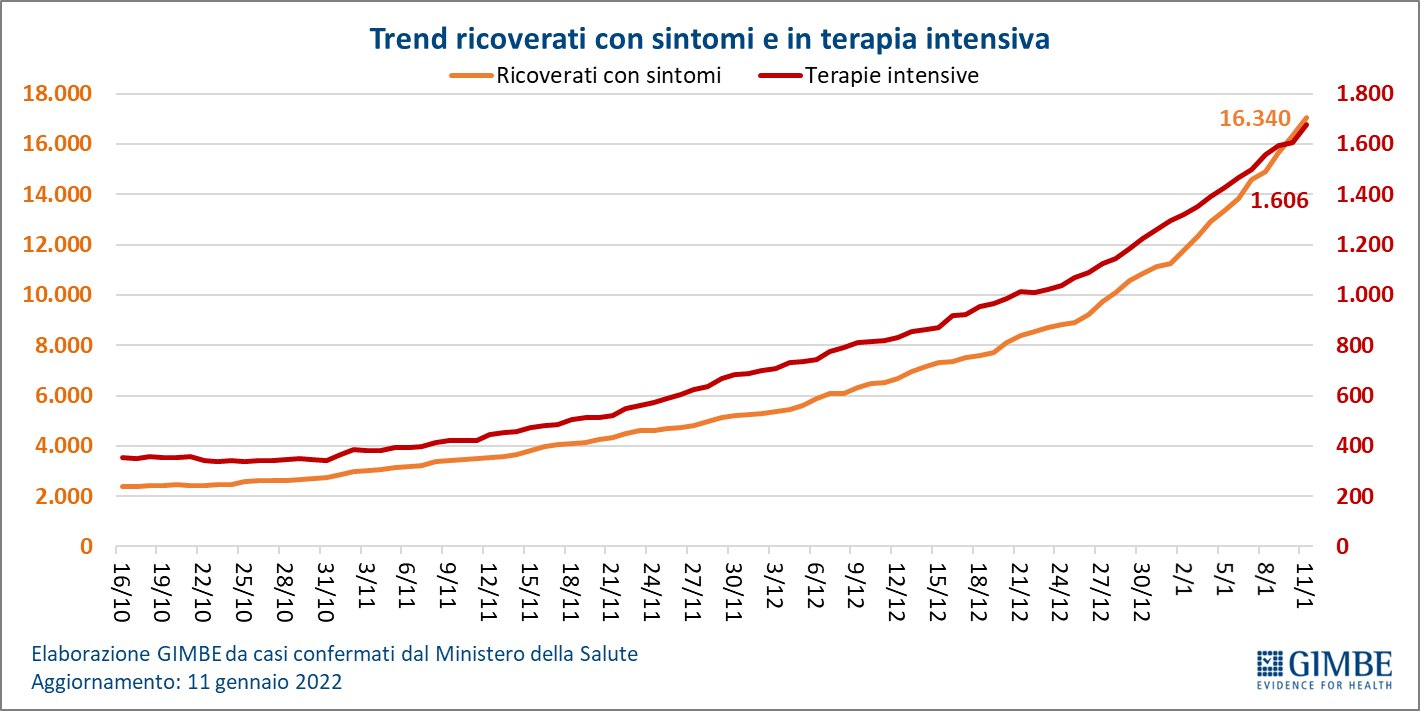 Trend ricoverati con sintomi e in terapia intensiva
Ricoverati con sintomi Terapie intensive
18.000 1.800
16.340
16.000 1.600
14.000 1.400
1.606
12.000 1.200
10.000 1.000
8.000 800
6.000 600
4.000 400
2.000 200
0 0
16/10 19/10 22/10 25/10 28/10 31/10 3/11 6/11 9/11 12/11 15/11 18/11 21/11 24/11 27/11 30/11 3/12 6/12 9/12 12/12 15/12 18/12 21/12 24/12 27/12 30/12 2/1 5/1 8/1 11/1
Elaborazione GIMBE da casi confermati dal Ministero della Salute
Aggiornamento: 11 gennaio 2022
GIMBE
EVIDENCE FOR HEALTH